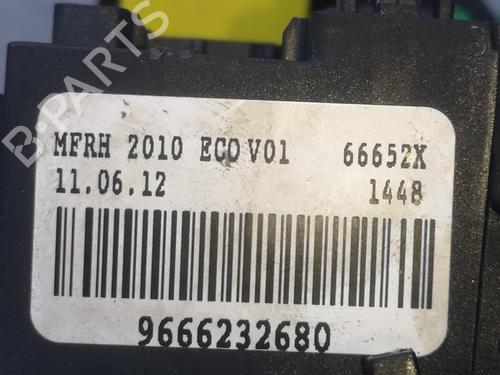 MFRH 2010 ECO V01 66652X
11.06.12 1448
9666232680
B-PARTS